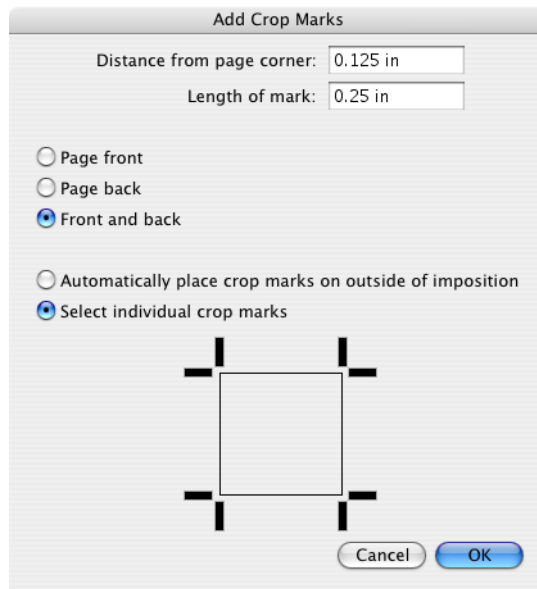 Add Crop Marks
Distance from page corner: 0.125 in
Length of mark: 0.25 in
Page front
Page back
Front and back
Automatically place crop marks on outside of imposition
Select individual crop marks
Cancel OK